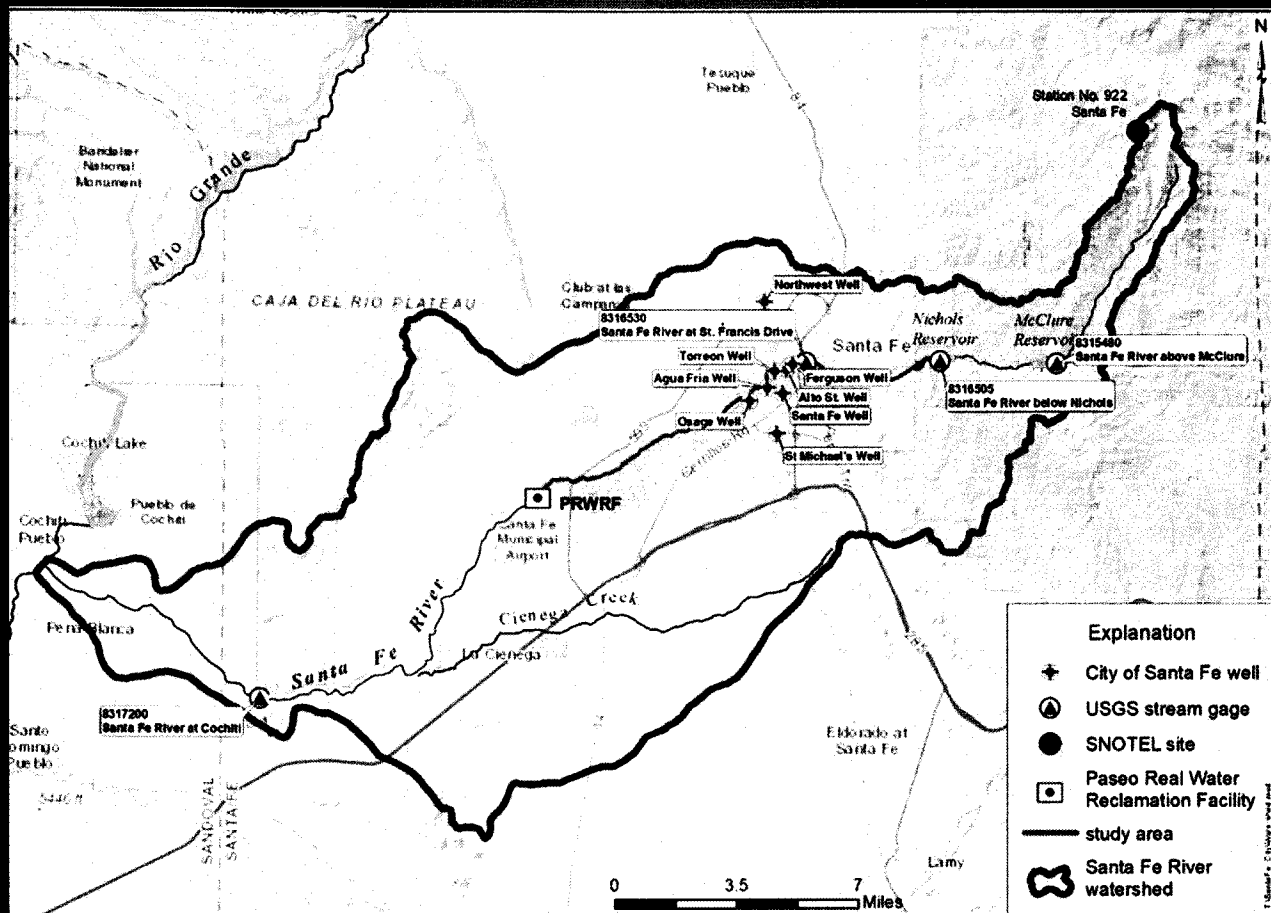 N
Tesuque
Pueblo
84
Station No. 922
Santa Fe
Bandelier
National
Monument
Rio Grande
CAJA DEL RIO PLATEAU
Club at las
Campanas
Northwest Well
8316530
Santa Fe River at St. Francis Drive
Santa Fe
Nichols
Reservoir
McClure
Reservoir
8315480
Santa Fe River above McClure
Torreon Well
Agua Fria Well
Ferguson Well
Alto St. Well
8316505
Santa Fe River below Nichols
Osage Well
Santa Fe Well
Cerrillos Rd
St Michael's Well
Cochiti Lake
PRWRF
Santa Fe
Municipal
Airport
Pueblo de
Cochiti
Cochiti
Pueblo
Santa Fe River
Cienega Creek
La Cienega
Pena Blanca
285
8317200
Santa Fe River at Cochiti
Santo
Domingo
Pueblo
5446 ft
SANDOVAL
SANTA FE
Eldorado at
Santa Fe
Lamy
0 3.5 7
Miles
Explanation
City of Santa Fe well
USGS stream gage
SNOTEL site
Paseo Real Water
Reclamation Facility
study area
Santa Fe River
watershed